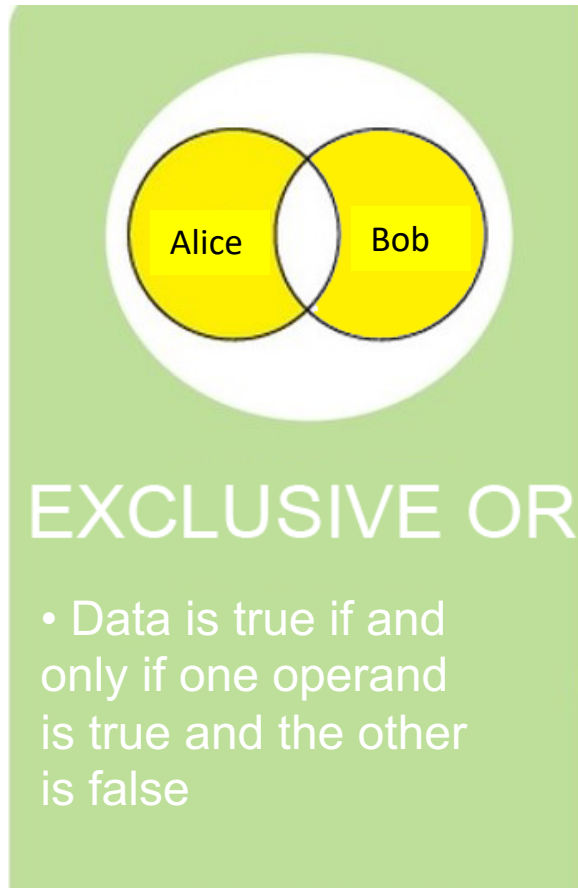 Alice
Bob
EXCLUSIVE OR
• Data is true if and
only if one operand
is true and the other
is false